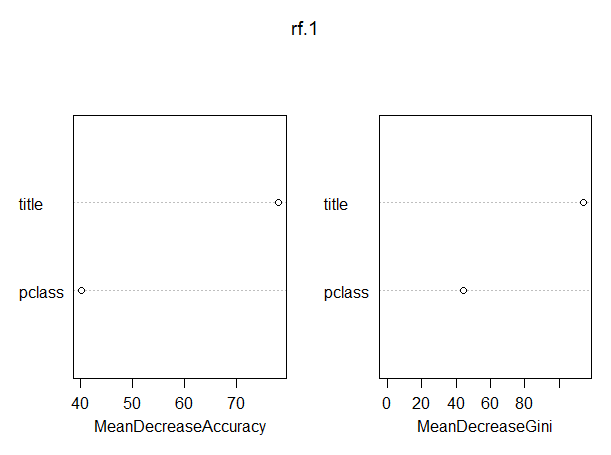 rf.1
title
pclass
40 50 60 70
MeanDecreaseAccuracy
title
pclass
0 20 40 60 80
MeanDecreaseGini